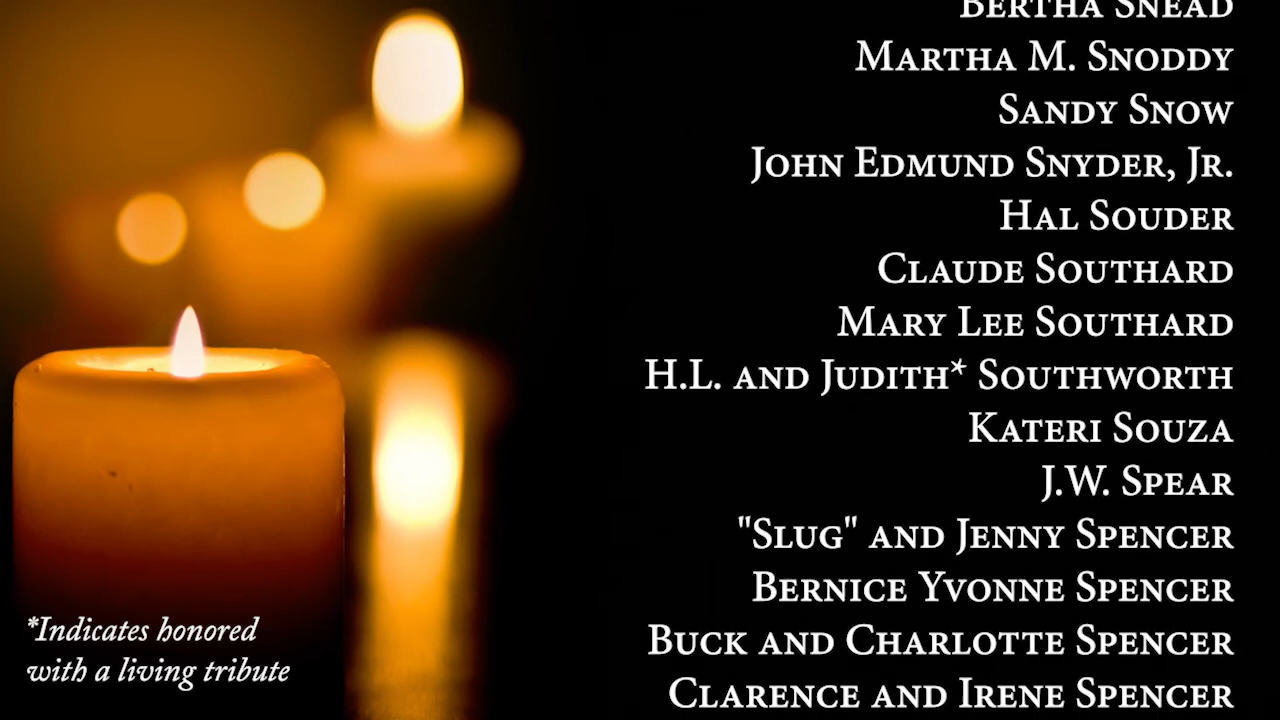 Bertha Snead
Martha M. Snoddy
Sandy Snow
John Edmund Snyder, Jr.
Hal Souder
Claude Southard
Mary Lee Southard
H.L. and Judith* Southworth
Kateri Souza
J.W. Spear
"Slug" and Jenny Spencer
Bernice Yvonne Spencer
Buck and Charlotte Spencer
Clarence and Irene Spencer
*Indicates honored
with a living tribute